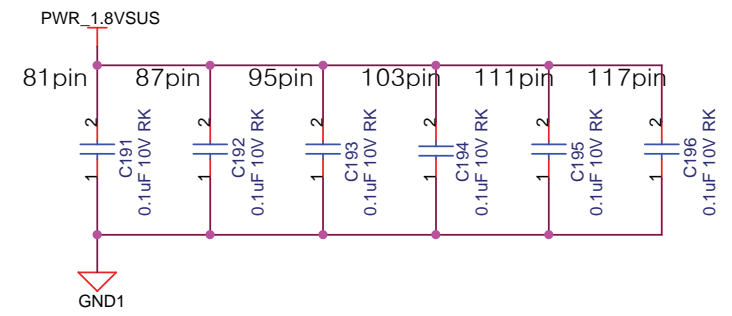 PWR_1.8VSUS
81pin
87pin
95pin
103pin
111pin
117pin
2
1
C191
0.1uF 10V RK
2
1
C192
0.1uF 10V RK
2
1
C193
0.1uF 10V RK
2
1
C194
0.1uF 10V RK
2
1
C195
0.1uF 10V RK
2
1
C196
0.1uF 10V RK
GND1